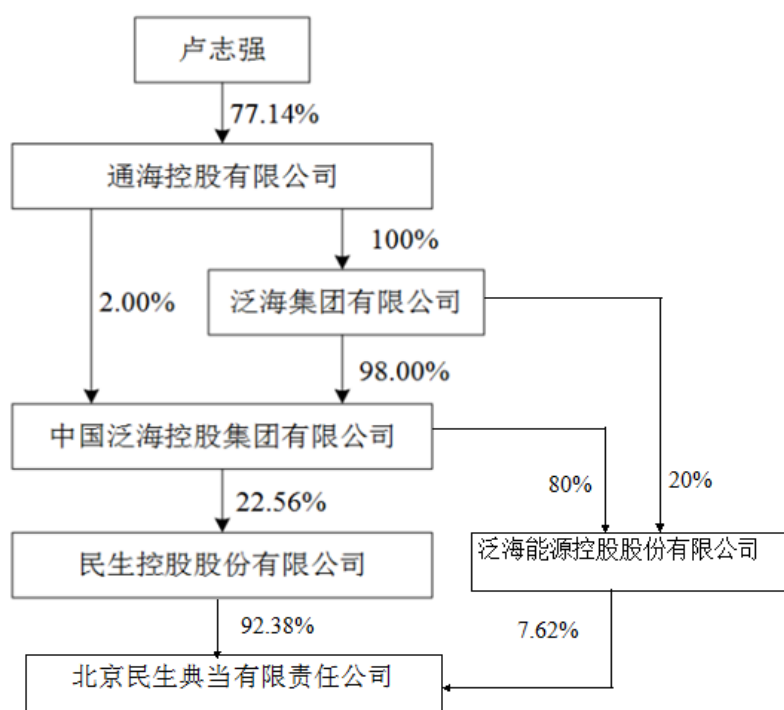 卢志强
77.14%
通海控股有限公司
100%
2.00%
泛海集团有限公司
98.00%
中国泛海控股集团有限公司
80%
20%
22.56%
民生控股股份有限公司
泛海能源控股股份有限公司
92.38%
7.62%
北京民生典当有限责任公司